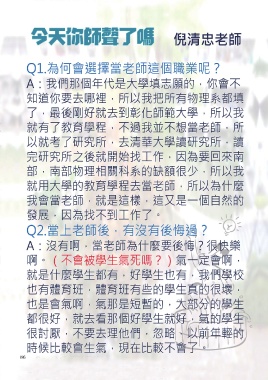 今天你師聲了嗎 倪清忠老師
Q1.為何會選擇當老師這個職業呢？
A：我們那個年代是大學填志願的，你會不
知道你要去哪裡，所以我把所有物理系都填
了，最後剛好就去到彰化師範大學，所以我
就有了教育學程，不過我並不想當老師，所
以就考了研究所，去清華大學讀研究所，讀
完研究所之後就開始找工作，因為要回來南
部，南部物理相關科系的缺額很少，所以我
就用大學的教育學程去當老師，所以為什麼
我會當老師，就是這樣，這又是一個自然的
發展，因為找不到工作了。
Q2.當上老師後，有沒有後悔過？
A：沒有啊，當老師為什麼要後悔？很快樂
啊。（不會被學生氣死嗎？）氣一定會啊，
就是什麼學生都有，好學生也有，我們學校
也有體育班，體育班有些的學生真的很壞，
也是會氣啊，氣那是短暫的，大部分的學生
都很好，就去看那個好學生就好，氣的學生
很討厭，不要去理他們，忽略，以前年輕的
時候比較會生氣，現在比較不會了。